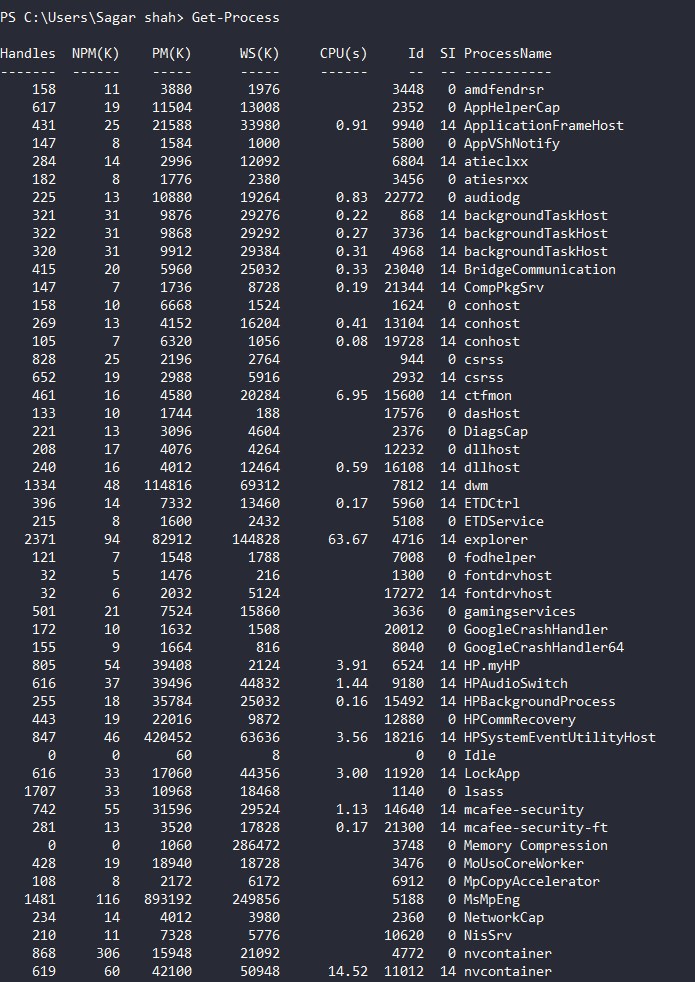 PS C:\Users\Sagar shah> Get-Process
Handles  NPM(K)    PM(K)      WS(K)     CPU(s)     Id  SI ProcessName
-------  ------    -----      -----     ------     --  -- -----------
    158      11     3880       1976              3448   0 amdfendrsr
    617      19    11504      13008              2352   0 AppHelperCap
    431      25    21588      33980       0.91   9940  14 ApplicationFrameHost
    147       8     1584       1000              5800   0 AppVShNotify
    284      14     2996      12092              6804  14 atieclxx
    182       8     1776       2380              3456   0 atiesrxx
    225      13    10880      19264       0.83  22772   0 audiodg
    321      31     9876      29276       0.22    868  14 backgroundTaskHost
    322      31     9868      29292       0.27   3736  14 backgroundTaskHost
    320      31     9912      29384       0.31   4968  14 backgroundTaskHost
    415      20     5960      25032       0.33  23040  14 BridgeCommunication
    147       7     1736       8728       0.19  21344  14 CompPkgSrv
    158      10     6668       1524              1624   0 conhost
    269      13     4152      16204       0.41  13104  14 conhost
    105       7     6320       1056       0.08  19728  14 conhost
    828      25     2196       2764               944   0 csrss
    652      19     2988       5916              2932  14 csrss
    461      16     4580      20284       6.95  15600  14 ctfmon
    133      10     1744        188             17576   0 dasHost
    221      13     3096       4604              2376   0 DiagsCap
    208      17     4076       4264             12232   0 dllhost
    240      16     4012      12464       0.59  16108  14 dllhost
   1334      48   114816      69312              7812  14 dwm
    396      14     7332      13460       0.17   5960  14 ETDCtrl
    215       8     1600       2432              5108   0 ETDService
   2371      94    82912     144828      63.67   4716  14 explorer
    121       7     1548       1788              7008   0 fodhelper
     32       5     1476        216              1300   0 fontdrvhost
     32       6     2032       5124             17272  14 fontdrvhost
    501      21     7524      15860              3636   0 gamingservices
    172      10     1632       1508             20012   0 GoogleCrashHandler
    155       9     1664        816              8040   0 GoogleCrashHandler64
    805      54    39408       2124       3.91   6524  14 HP.myHP
    616      37    39496      44832       1.44   9180  14 HPAudioSwitch
    255      18    35784      25032       0.16  15492  14 HPBackgroundProcess
    443      19    22016       9872             12880   0 HPCommRecovery
    847      46   420452      63636       3.56  18216  14 HPSystemEventUtilityHost
      0       0       60          8                 0   0 Idle
    616      33    17060      44356       3.00  11920  14 LockApp
   1707      33    10968      18468              1140   0 lsass
    742      55    31596      29524       1.13  14640  14 mcafee-security
    281      13     3520      17828       0.17  21300  14 mcafee-security-ft
      0       0     1060     286472              3748   0 Memory Compression
    428      19    18940      18728              3476   0 MoUsoCoreWorker
    108       8     2172       6172              6912   0 MpCopyAccelerator
   1481     116   893192     249856              5188   0 MsMpEng
    234      14     4012       3980              2360   0 NetworkCap
    210      11     7328       5776             10620   0 NisSrv
    868     306    15948      21092              4772   0 nvcontainer
    619      60    42100      50948      14.52  11012  14 nvcontainer